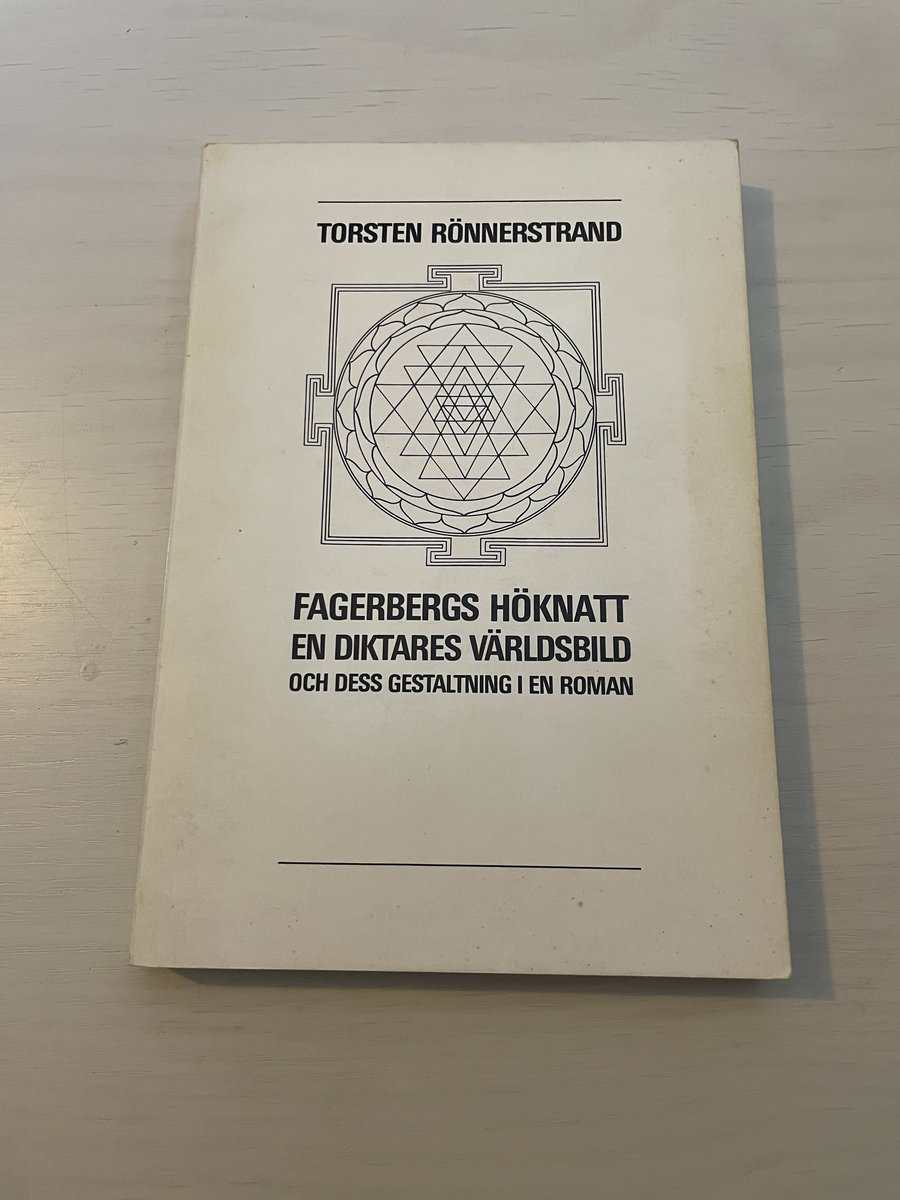 TORSTEN RÖNNERSTRAND
FAGERBERGS HÖKNATT
EN DIKTARES VÄRLDSBILD
OCH DESS GESTALTNING I EN ROMAN